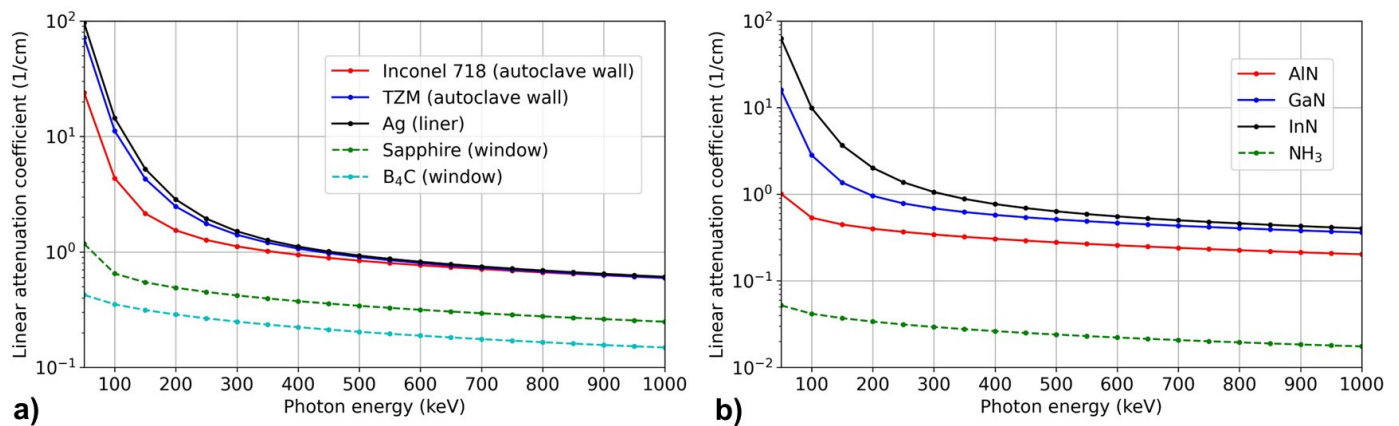 Linear attenuation coefficient (1/cm)
10²
10¹
10⁰
10⁻¹
Inconel 718 (autoclave wall)
TZM (autoclave wall)
Ag (liner)
Sapphire (window)
B₄C (window)
100 200 300 400 500 600 700 800 900 1000
Photon energy (keV)
a)
Linear attenuation coefficient (1/cm)
10²
10¹
10⁰
10⁻¹
10⁻²
AlN
GaN
InN
NH₃
100 200 300 400 500 600 700 800 900 1000
Photon energy (keV)
b)